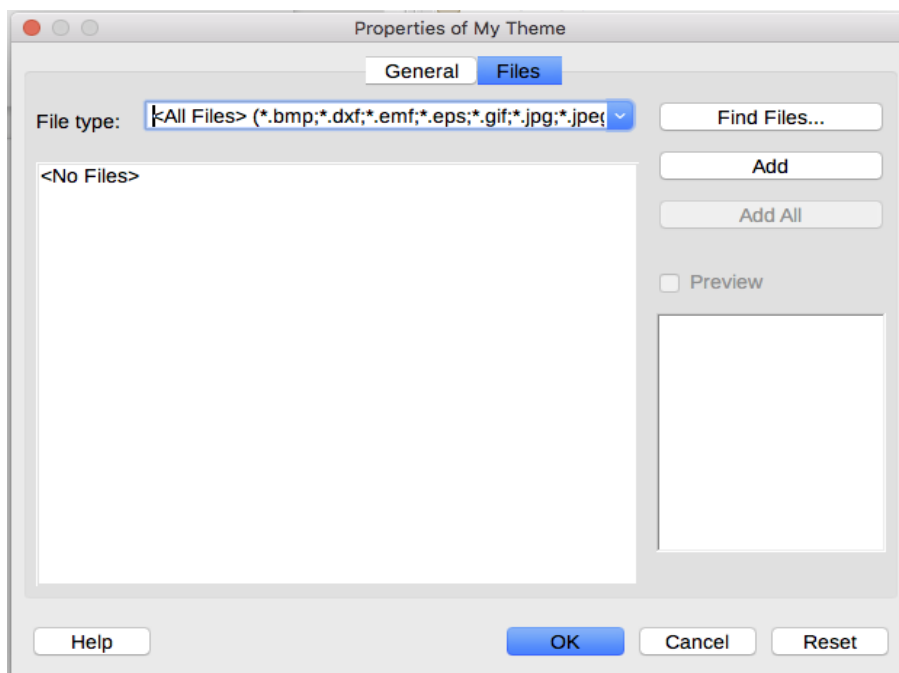 Properties of My Theme
General Files
File type: <All Files> (*.bmp;*.dxf;*.emf;*.eps;*.gif;*.jpg;*.jpeg
Find Files...
<No Files>
Add
Add All
Preview
Help
OK
Cancel
Reset